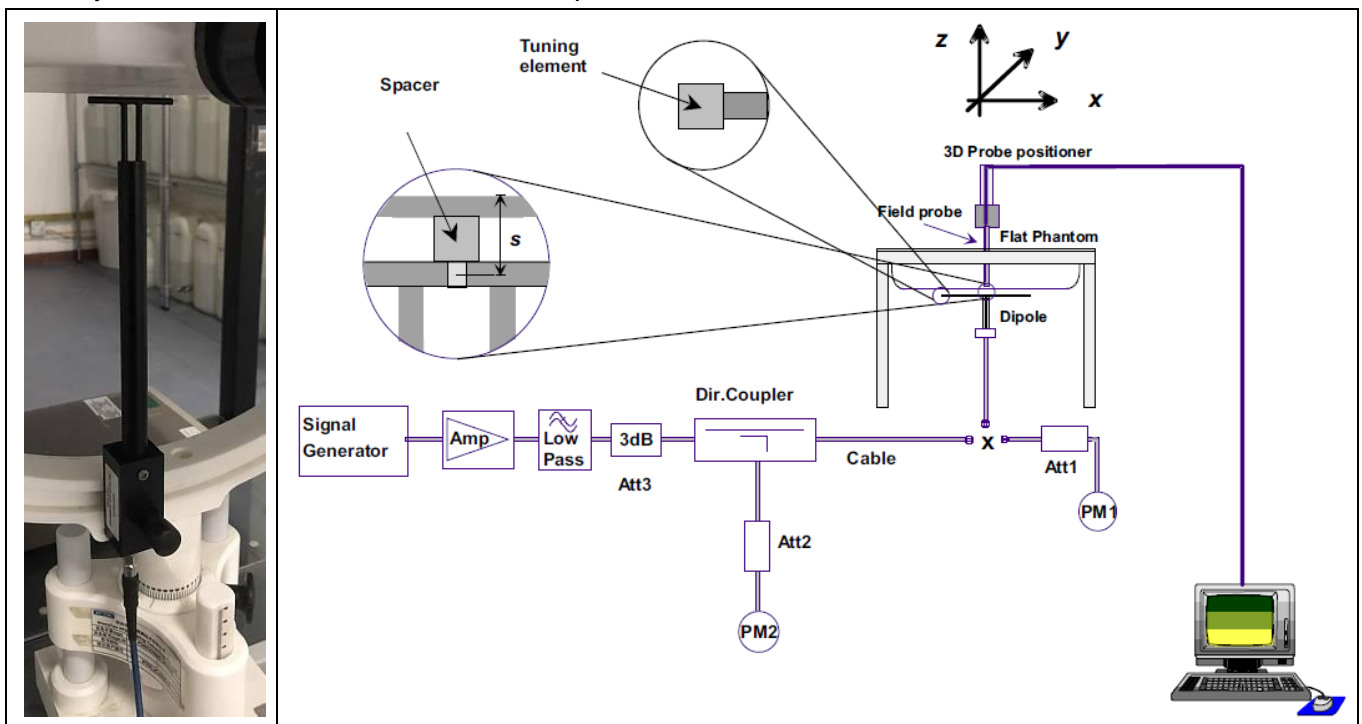 Tuning
element
Spacer
z
y
x
3D Probe positioner
Field probe
Flat Phantom
s
Dipole
Dir.Coupler
Signal
Generator
Amp
Low
Pass
3dB
Att3
Cable
x
Att1
PM1
Att2
PM2